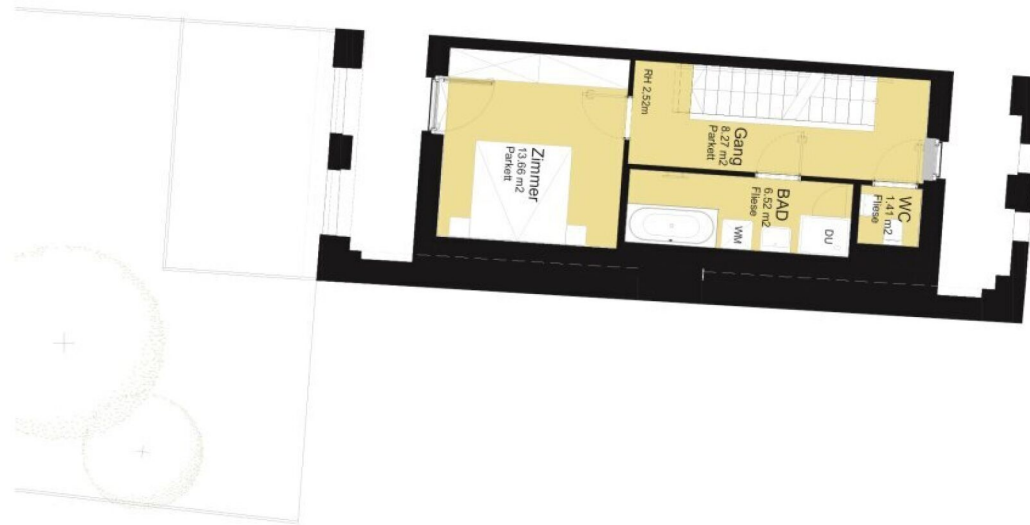 Zimmer
13.66 m2
Parkett
RH 2.52m
Gang
8.27 m2
Parkett
BAD
6.52 m2
Fliese
WM
DU
WC
1.41 m2
Fliese